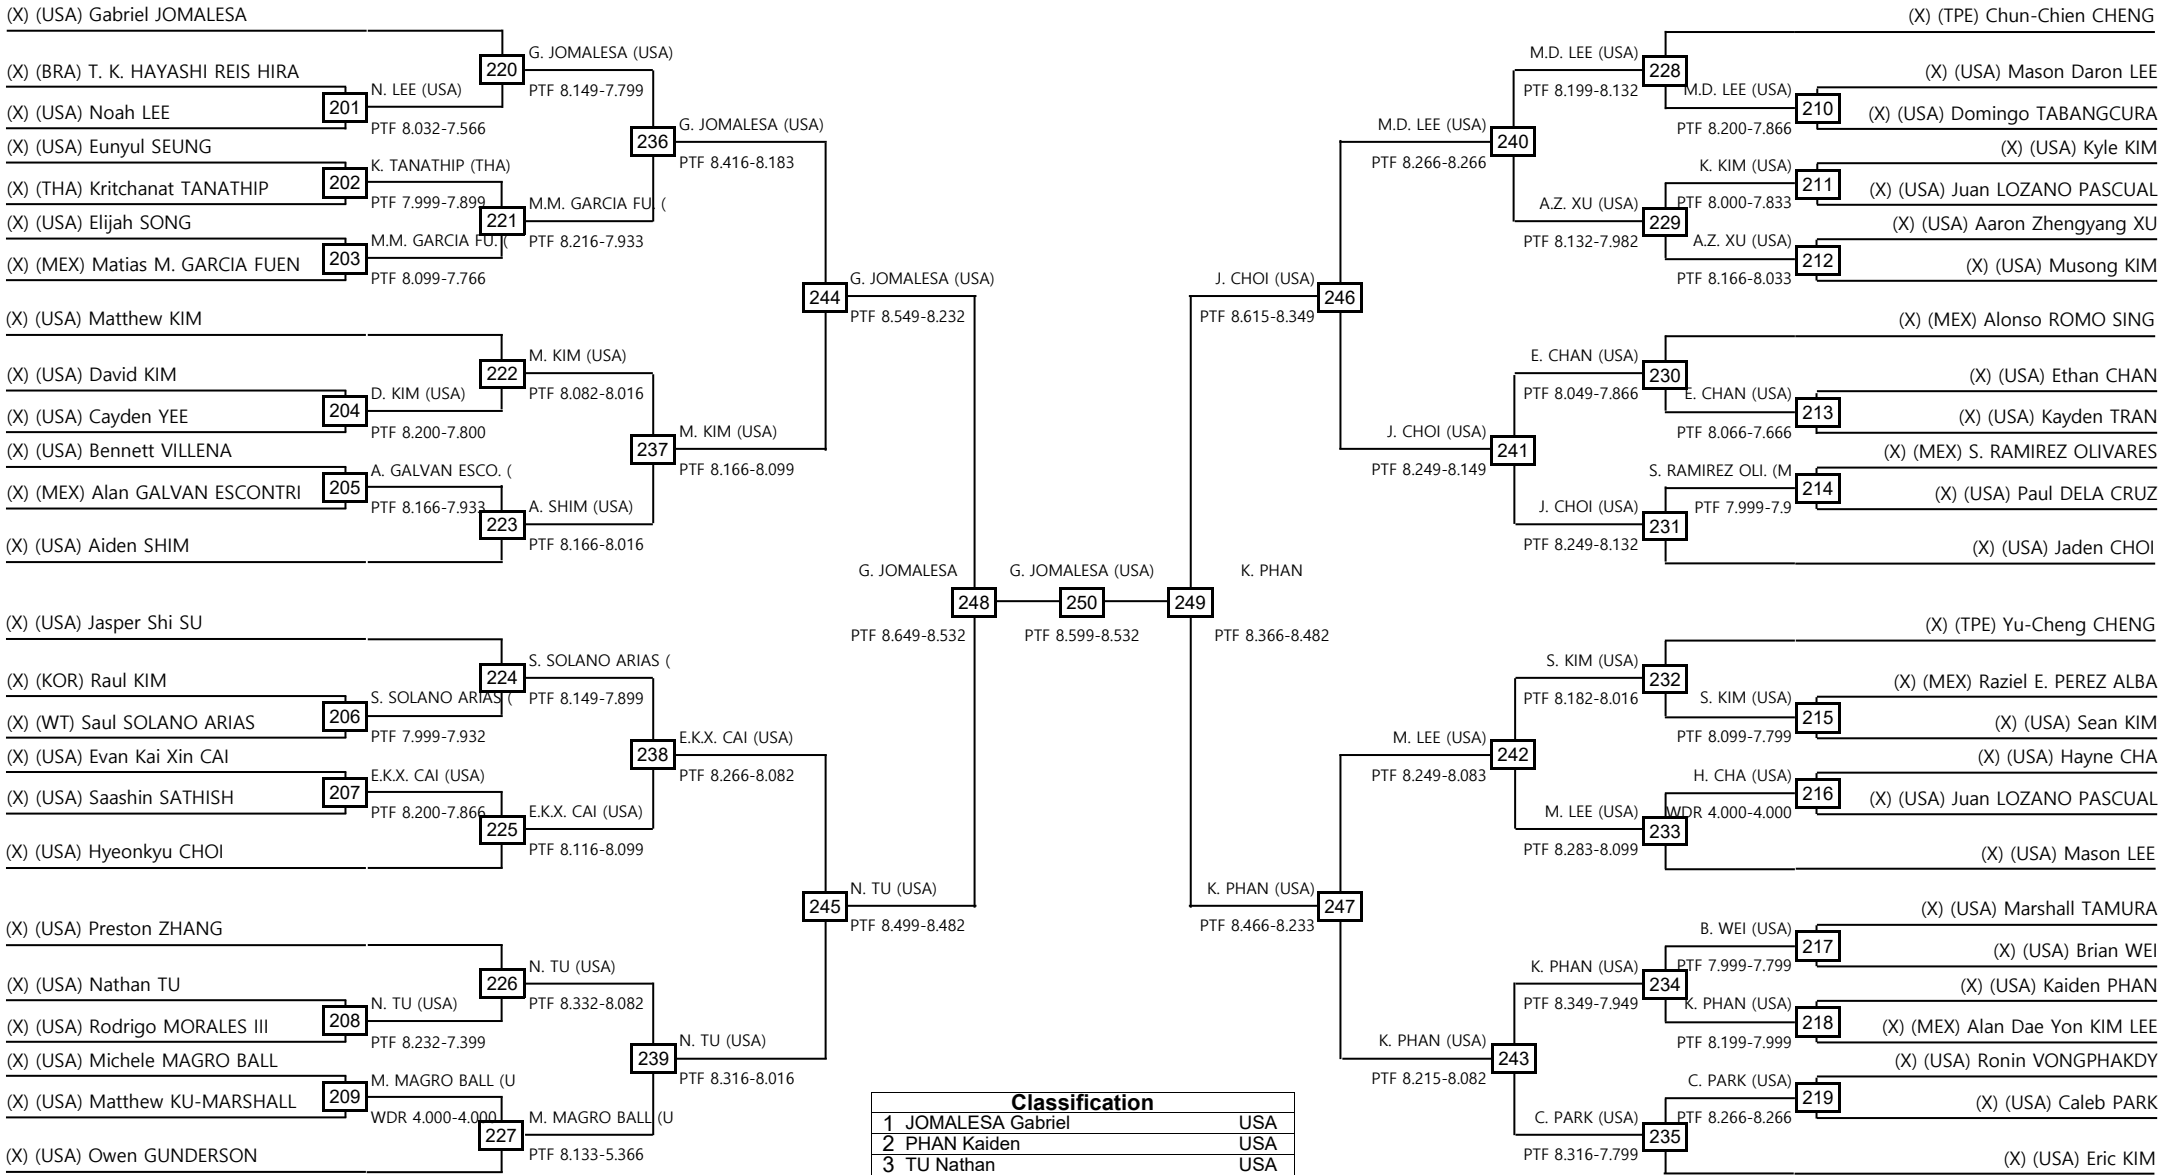 (X) (USA) Gabriel JOMALESA
(X) (BRA) T. K. HAYASHI REIS HIRA
(X) (USA) Noah LEE
(X) (USA) Eunyul SEUNG
(X) (THA) Kritchanat TANATHIP
(X) (USA) Elijah SONG
(X) (MEX) Matias M. GARCIA FUEN
(X) (USA) Matthew KIM
(X) (USA) David KIM
(X) (USA) Cayden YEE
(X) (USA) Bennett VILLENA
(X) (MEX) Alan GALVAN ESCONTRI
(X) (USA) Aiden SHIM
(X) (USA) Jasper Shi SU
(X) (KOR) Raul KIM
(X) (WT) Saul SOLANO ARIAS
(X) (USA) Evan Kai Xin CAI
(X) (USA) Saashin SATHISH
(X) (USA) Hyeonkyu CHOI
(X) (USA) Preston ZHANG
(X) (USA) Nathan TU
(X) (USA) Rodrigo MORALES III
(X) (USA) Michele MAGRO BALL
(X) (USA) Matthew KU-MARSHALL
(X) (USA) Owen GUNDERSON
201
N. LEE (USA)
PTF 8.032-7.566
202
K. TANATHIP (THA)
PTF 7.999-7.899
203
M.M. GARCIA FU. (
PTF 8.099-7.766
204
D. KIM (USA)
PTF 8.200-7.800
205
A. GALVAN ESCO. (
PTF 8.166-7.933
206
S. SOLANO ARIAS (
PTF 7.999-7.932
207
E.K.X. CAI (USA)
PTF 8.200-7.866
208
N. TU (USA)
PTF 8.232-7.399
209
M. MAGRO BALL (U
WDR 4.000-4.000
220
G. JOMALESA (USA)
PTF 8.149-7.799
221
M.M. GARCIA FU. (
PTF 8.216-7.933
222
M. KIM (USA)
PTF 8.082-8.016
223
A. SHIM (USA)
PTF 8.166-8.016
224
S. SOLANO ARIAS (
PTF 8.149-7.899
225
E.K.X. CAI (USA)
PTF 8.116-8.099
226
N. TU (USA)
PTF 8.332-8.082
227
M. MAGRO BALL (U
PTF 8.133-5.366
236
G. JOMALESA (USA)
PTF 8.416-8.183
237
M. KIM (USA)
PTF 8.166-8.099
238
E.K.X. CAI (USA)
PTF 8.266-8.082
239
N. TU (USA)
PTF 8.316-8.016
244
G. JOMALESA (USA)
PTF 8.549-8.232
245
N. TU (USA)
PTF 8.499-8.482
G. JOMALESA
248
PTF 8.649-8.532
G. JOMALESA (USA)
250
PTF 8.599-8.532
K. PHAN
249
PTF 8.366-8.482
J. CHOI (USA)
246
PTF 8.615-8.349
K. PHAN (USA)
247
PTF 8.466-8.233
M.D. LEE (USA)
240
PTF 8.266-8.266
J. CHOI (USA)
241
PTF 8.249-8.149
M. LEE (USA)
242
PTF 8.249-8.083
K. PHAN (USA)
243
PTF 8.215-8.082
M.D. LEE (USA)
228
PTF 8.199-8.132
A.Z. XU (USA)
229
PTF 8.132-7.982
E. CHAN (USA)
230
PTF 8.049-7.866
J. CHOI (USA)
231
PTF 8.249-8.132
S. KIM (USA)
232
PTF 8.182-8.016
M. LEE (USA)
233
PTF 8.283-8.099
K. PHAN (USA)
234
PTF 8.349-7.949
C. PARK (USA)
235
PTF 8.316-7.799
M.D. LEE (USA)
210
PTF 8.200-7.866
K. KIM (USA)
211
PTF 8.000-7.833
A.Z. XU (USA)
212
PTF 8.166-8.033
E. CHAN (USA)
213
PTF 8.066-7.666
S. RAMIREZ OLI. (M
214
PTF 7.999-7.9
S. KIM (USA)
215
PTF 8.099-7.799
H. CHA (USA)
216
WDR 4.000-4.000
B. WEI (USA)
217
PTF 7.999-7.799
K. PHAN (USA)
218
PTF 8.199-7.999
C. PARK (USA)
219
PTF 8.266-8.266
(X) (TPE) Chun-Chien CHENG
(X) (USA) Mason Daron LEE
(X) (USA) Domingo TABANGCURA
(X) (USA) Kyle KIM
(X) (USA) Juan LOZANO PASCUAL
(X) (USA) Aaron Zhengyang XU
(X) (USA) Musong KIM
(X) (MEX) Alonso ROMO SING
(X) (USA) Ethan CHAN
(X) (USA) Kayden TRAN
(X) (MEX) S. RAMIREZ OLIVARES
(X) (USA) Paul DELA CRUZ
(X) (USA) Jaden CHOI
(X) (TPE) Yu-Cheng CHENG
(X) (MEX) Raziel E. PEREZ ALBA
(X) (USA) Sean KIM
(X) (USA) Hayne CHA
(X) (USA) Juan LOZANO PASCUAL
(X) (USA) Mason LEE
(X) (USA) Marshall TAMURA
(X) (USA) Brian WEI
(X) (USA) Kaiden PHAN
(X) (MEX) Alan Dae Yon KIM LEE
(X) (USA) Ronin VONGPHAKDY
(X) (USA) Caleb PARK
(X) (USA) Eric KIM
Classification
1 JOMALESA Gabriel USA
2 PHAN Kaiden USA
3 TU Nathan USA